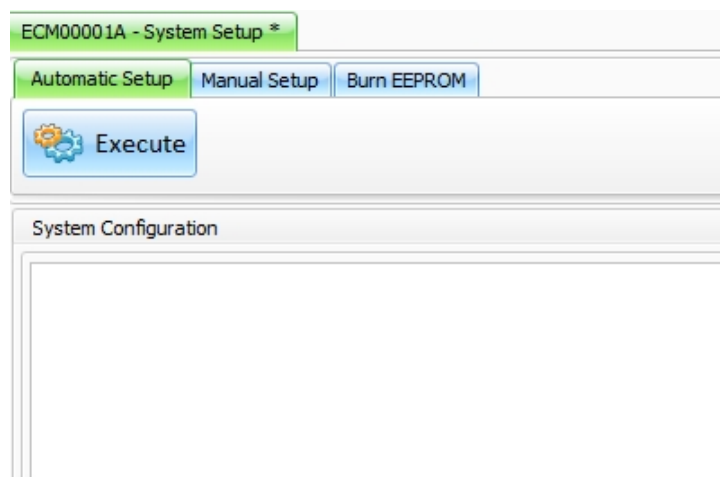 ECM00001A - System Setup *
Automatic Setup Manual Setup Burn EEPROM
Execute
System Configuration